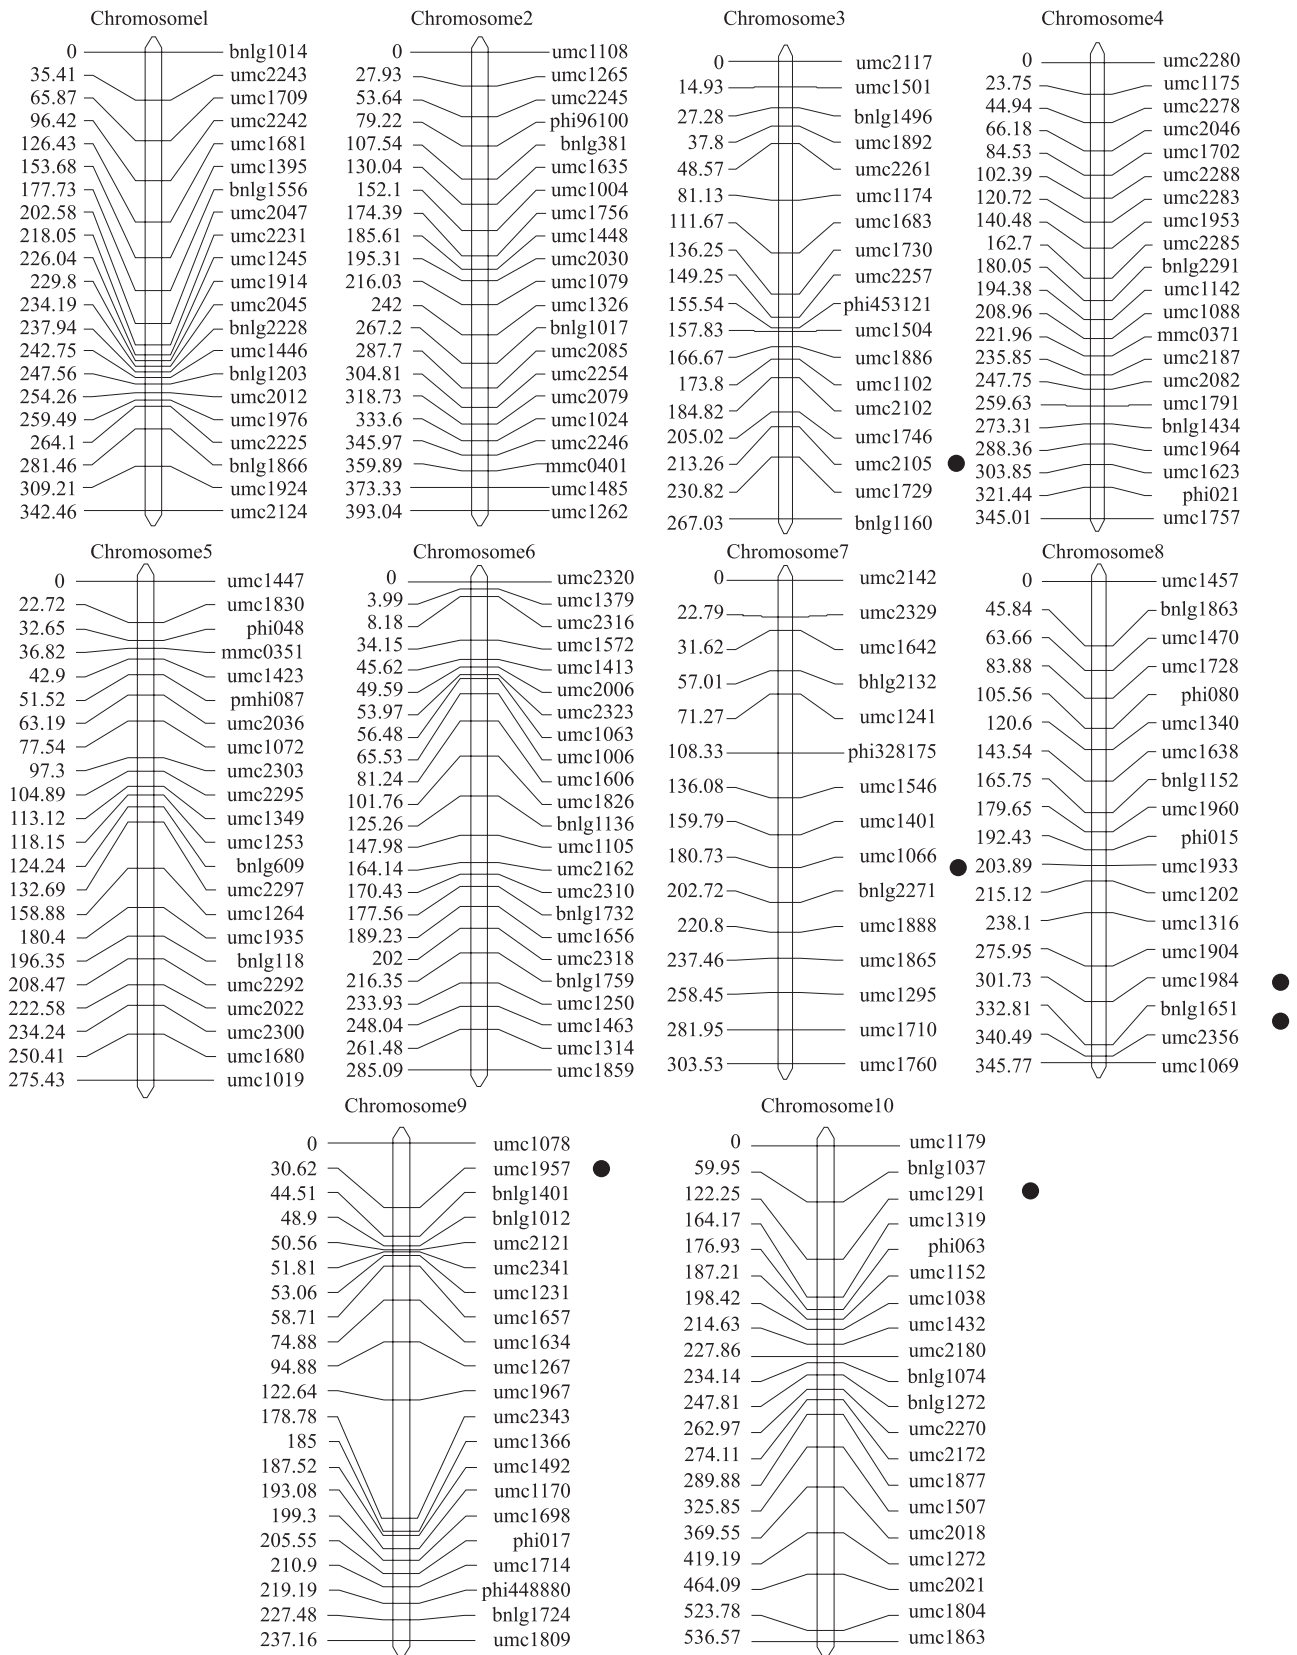 Chromosomel
0 bnlg1014
35.41 umc2243
65.87 umc1709
96.42 umc2242
126.43 umc1681
153.68 umc1395
177.73 bnlg1556
202.58 umc2047
218.05 umc2231
226.04 umc1245
229.8 umc1914
234.19 umc2045
237.94 bnlg2228
242.75 umc1446
247.56 bnlg1203
254.26 umc2012
259.49 umc1976
264.1 umc2225
281.46 bnlg1866
309.21 umc1924
342.46 umc2124
Chromosome2
0 umc1108
27.93 umc1265
53.64 umc2245
79.22 phi96100
107.54 bnlg381
130.04 umc1635
152.1 umc1004
174.39 umc1756
185.61 umc1448
195.31 umc2030
216.03 umc1079
242 umc1326
267.2 bnlg1017
287.7 umc2085
304.81 umc2254
318.73 umc2079
333.6 umc1024
345.97 umc2246
359.89 mmc0401
373.33 umc1485
393.04 umc1262
Chromosome3
0 umc2117
14.93 umc1501
27.28 bnlg1496
37.8 umc1892
48.57 umc2261
81.13 umc1174
111.67 umc1683
136.25 umc1730
149.25 umc2257
155.54 phi453121
157.83 umc1504
166.67 umc1886
173.8 umc1102
184.82 umc2102
205.02 umc1746
213.26 umc2105
230.82 umc1729
267.03 bnlg1160
Chromosome4
0 umc2280
23.75 umc1175
44.94 umc2278
66.18 umc2046
84.53 umc1702
102.39 umc2288
120.72 umc2283
140.48 umc1953
162.7 umc2285
180.05 bnlg2291
194.38 umc1142
208.96 umc1088
221.96 mmc0371
235.85 umc2187
247.75 umc2082
259.63 umc1791
273.31 bnlg1434
288.36 umc1964
303.85 umc1623
321.44 phi021
345.01 umc1757
Chromosome5
0 umc1447
22.72 umc1830
32.65 phi048
36.82 mmc0351
42.9 umc1423
51.52 pmhi087
63.19 umc2036
77.54 umc1072
97.3 umc2303
104.89 umc2295
113.12 umc1349
118.15 umc1253
124.24 bnlg609
132.69 umc2297
158.88 umc1264
180.4 umc1935
196.35 bnlg118
208.47 umc2292
222.58 umc2022
234.24 umc2300
250.41 umc1680
275.43 umc1019
Chromosome6
0 umc2320
3.99 umc1379
8.18 umc2316
34.15 umc1572
45.62 umc1413
49.59 umc2006
53.97 umc2323
56.48 umc1063
65.53 umc1006
81.24 umc1606
101.76 umc1826
125.26 bnlg1136
147.98 umc1105
164.14 umc2162
170.43 umc2310
177.56 bnlg1732
189.23 umc1656
202 umc2318
216.35 bnlg1759
233.93 umc1250
248.04 umc1463
261.48 umc1314
285.09 umc1859
Chromosome7
0 umc2142
22.79 umc2329
31.62 umc1642
57.01 bhlg2132
71.27 umc1241
108.33 phi328175
136.08 umc1546
159.79 umc1401
180.73 umc1066
202.72 bnlg2271
220.8 umc1888
237.46 umc1865
258.45 umc1295
281.95 umc1710
303.53 umc1760
Chromosome8
0 umc1457
45.84 bnlg1863
63.66 umc1470
83.88 umc1728
105.56 phi080
120.6 umc1340
143.54 umc1638
165.75 bnlg1152
179.65 umc1960
192.43 phi015
203.89 umc1933
215.12 umc1202
238.1 umc1316
275.95 umc1904
301.73 umc1984
332.81 bnlg1651
340.49 umc2356
345.77 umc1069
Chromosome9
0 umc1078
30.62 umc1957
44.51 bnlg1401
48.9 bnlg1012
50.56 umc2121
51.81 umc2341
53.06 umc1231
58.71 umc1657
74.88 umc1634
94.88 umc1267
122.64 umc1967
178.78 umc2343
185 umc1366
187.52 umc1492
193.08 umc1170
199.3 umc1698
205.55 phi017
210.9 umc1714
219.19 phi448880
227.48 bnlg1724
237.16 umc1809
Chromosome10
0 umc1179
59.95 bnlg1037
122.25 umc1291
164.17 umc1319
176.93 phi063
187.21 umc1152
198.42 umc1038
214.63 umc1432
227.86 umc2180
234.14 bnlg1074
247.81 bnlg1272
262.97 umc2270
274.11 umc2172
289.88 umc1877
325.85 umc1507
369.55 umc2018
419.19 umc1272
464.09 umc2021
523.78 umc1804
536.57 umc1863